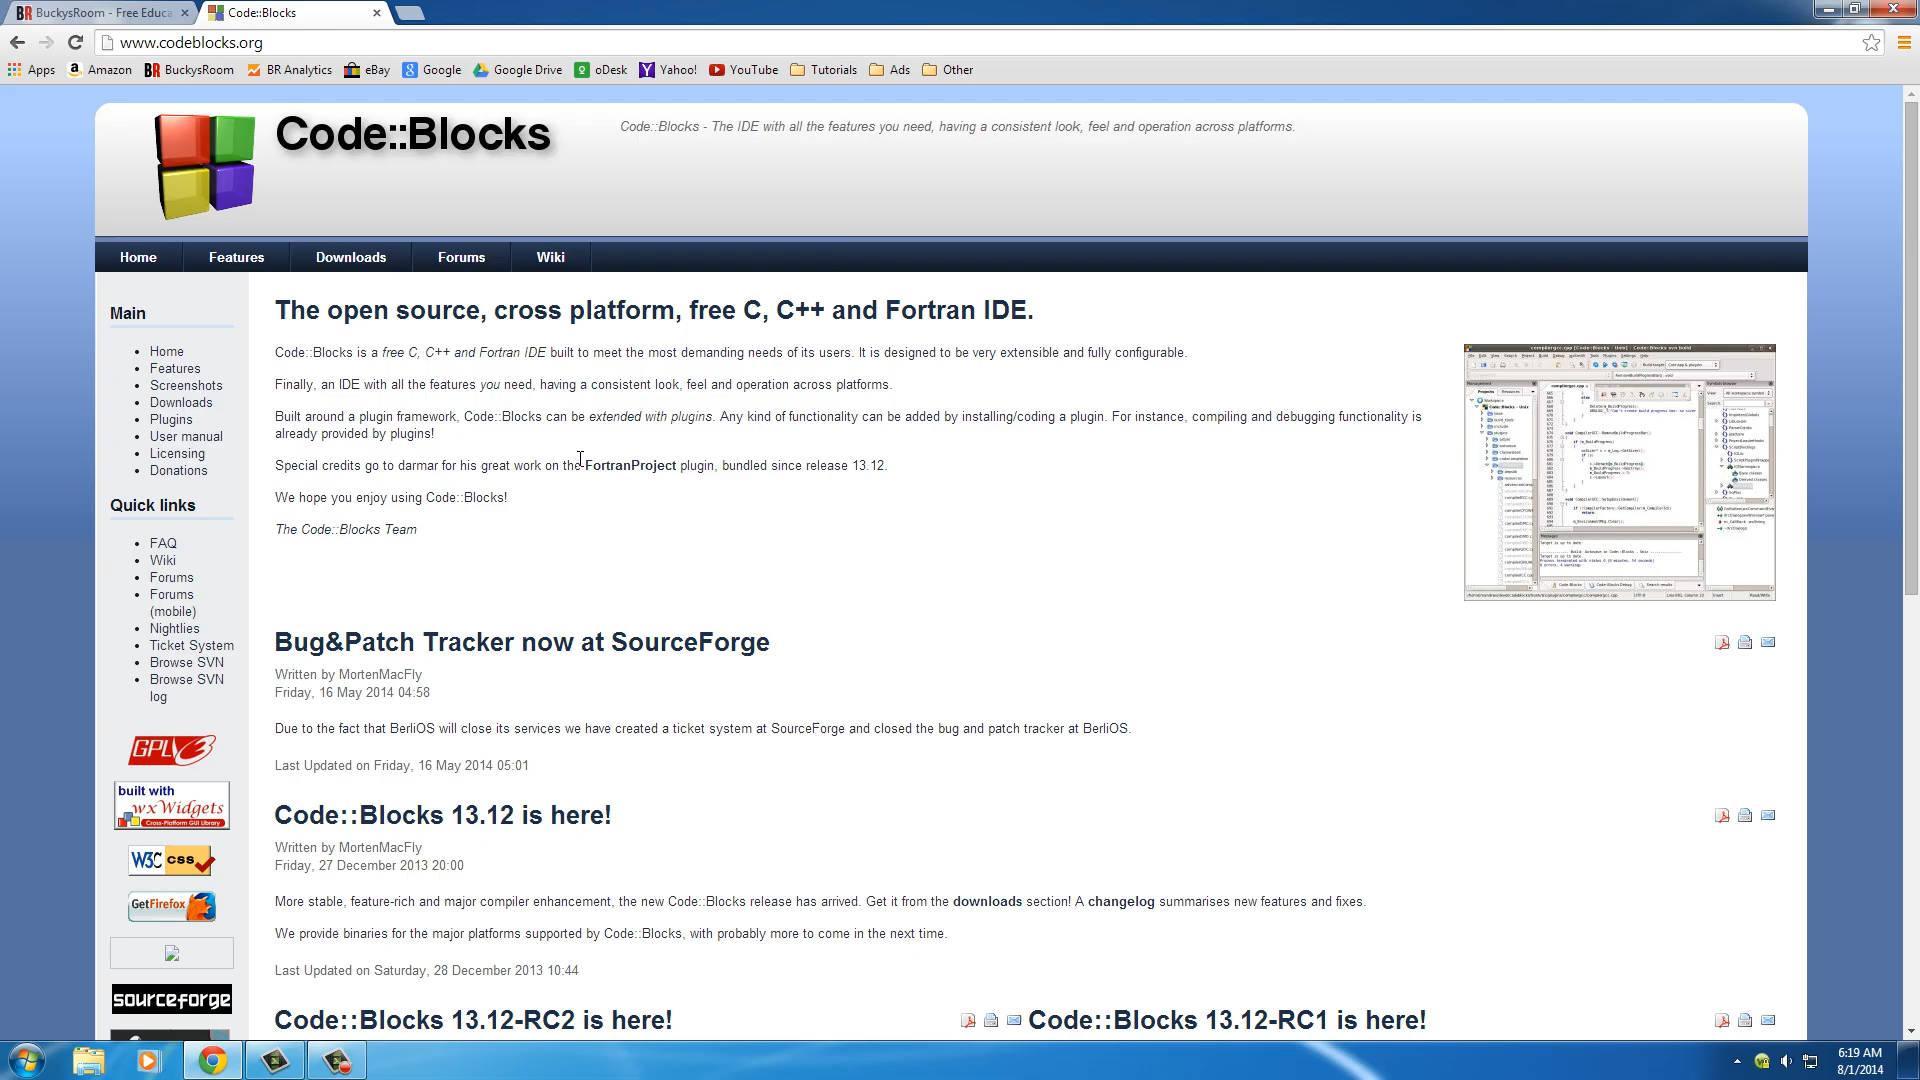 BuckysRoom - Free Educa
Code::Blocks
www.codeblocks.org
Apps Amazon BuckysRoom BR Analytics eBay Google Google Drive oDesk Yahoo! YouTube Tutorials Ads Other
Code::Blocks
Code::Blocks - The IDE with all the features you need, having a consistent look, feel and operation across platforms.
Home Features Downloads Forums Wiki
Main
Home
Features
Screenshots
Downloads
Plugins
User manual
Licensing
Donations
Quick links
FAQ
Wiki
Forums
Forums
(mobile)
Nightlies
Ticket System
Browse SVN
Browse SVN
log
GPL 3
built with
wxWidgets
Cross-Platform GUI Library
W3C css
GetFirefox
sourceforge
The open source, cross platform, free C, C++ and Fortran IDE.
Code::Blocks is a free C, C++ and Fortran IDE built to meet the most demanding needs of its users. It is designed to be very extensible and fully configurable.
Finally, an IDE with all the features you need, having a consistent look, feel and operation across platforms.
Built around a plugin framework, Code::Blocks can be extended with plugins. Any kind of functionality can be added by installing/coding a plugin. For instance, compiling and debugging functionality is
already provided by plugins!
Special credits go to darmar for his great work on the FortranProject plugin, bundled since release 13.12.
We hope you enjoy using Code::Blocks!
The Code::Blocks Team
Bug&Patch Tracker now at SourceForge
Written by MortenMacFly
Friday, 16 May 2014 04:58
Due to the fact that BerliOS will close its services we have created a ticket system at SourceForge and closed the bug and patch tracker at BerliOS.
Last Updated on Friday, 16 May 2014 05:01
Code::Blocks 13.12 is here!
Written by MortenMacFly
Friday, 27 December 2013 20:00
More stable, feature-rich and major compiler enhancement, the new Code::Blocks release has arrived. Get it from the downloads section! A changelog summarises new features and fixes.
We provide binaries for the major platforms supported by Code::Blocks, with probably more to come in the next time.
Last Updated on Saturday, 28 December 2013 10:44
Code::Blocks 13.12-RC2 is here!
Code::Blocks 13.12-RC1 is here!
6:19 AM
8/1/2014